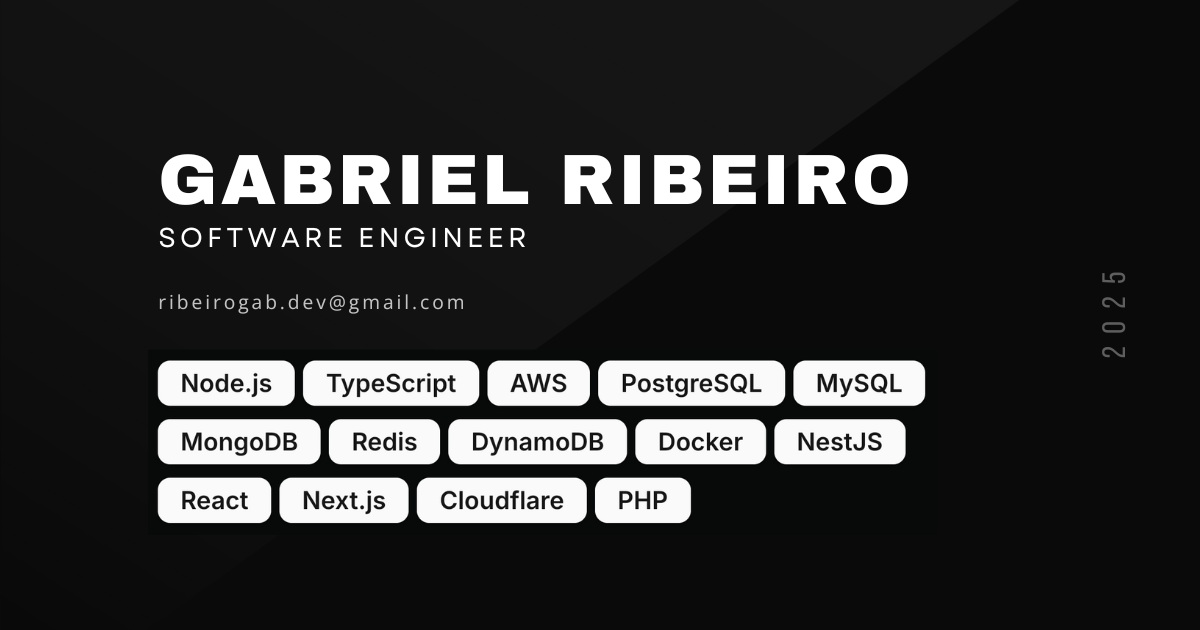 GABRIEL RIBEIRO
SOFTWARE ENGINEER
ribeirogab.dev@gmail.com
Node.js TypeScript AWS PostgreSQL MySQL
MongoDB Redis DynamoDB Docker NestJS
React Next.js Cloudflare PHP
2025